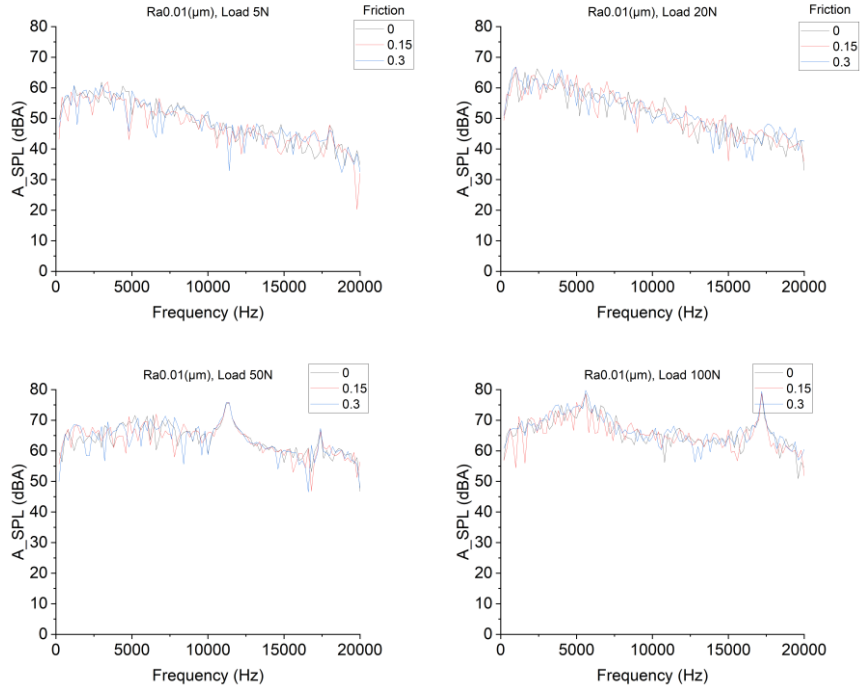 Ra0.01(μm), Load 5N
Friction
0
0.15
0.3
80
70
60
50
40
30
20
10
0
A_SPL (dBA)
0 5000 10000 15000 20000
Frequency (Hz)
Ra0.01(μm), Load 20N
Friction
0
0.15
0.3
80
70
60
50
40
30
20
10
0
A_SPL (dBA)
0 5000 10000 15000 20000
Frequency (Hz)
Ra0.01(μm), Load 50N
0
0.15
0.3
80
70
60
50
40
30
20
10
0
A_SPL (dBA)
0 5000 10000 15000 20000
Frequency (Hz)
Ra0.01(μm), Load 100N
0
0.15
0.3
80
70
60
50
40
30
20
10
0
A_SPL (dBA)
0 5000 10000 15000 20000
Frequency (Hz)